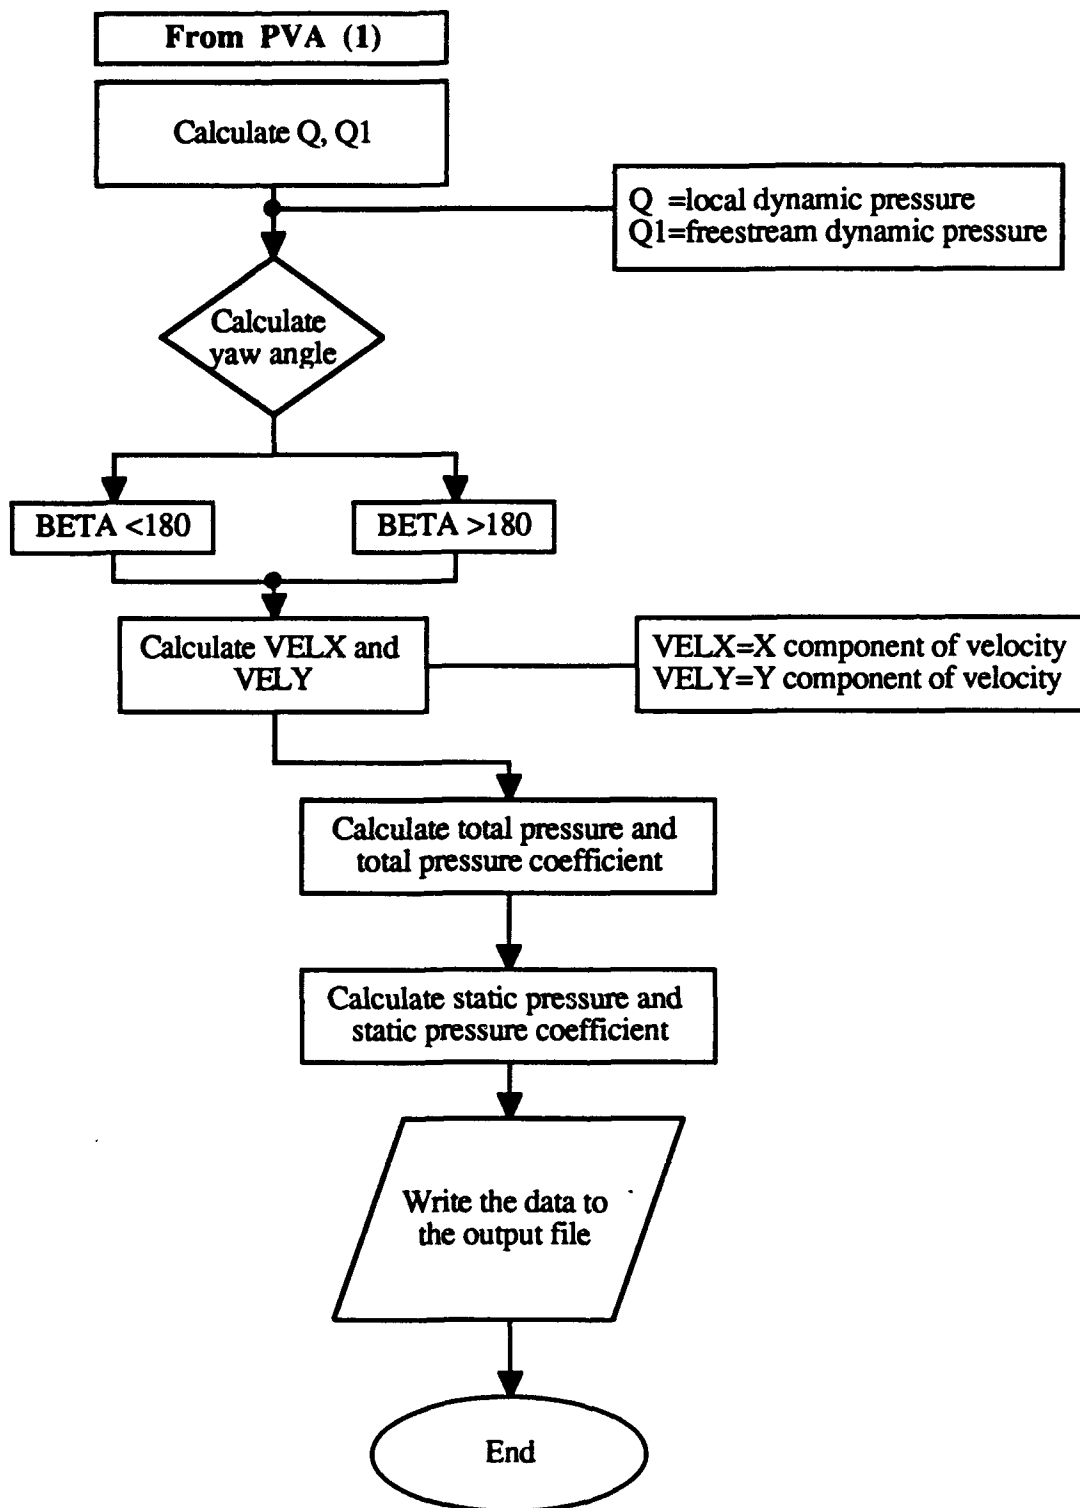 From PVA (1)
Calculate Q, Q1
Q =local dynamic pressure
Q1=freestream dynamic pressure
Calculate
yaw angle
BETA <180
BETA >180
Calculate VELX and
VELY
VELX=X component of velocity
VELY=Y component of velocity
Calculate total pressure and
total pressure coefficient
Calculate static pressure and
static pressure coefficient
Write the data to
the output file
End